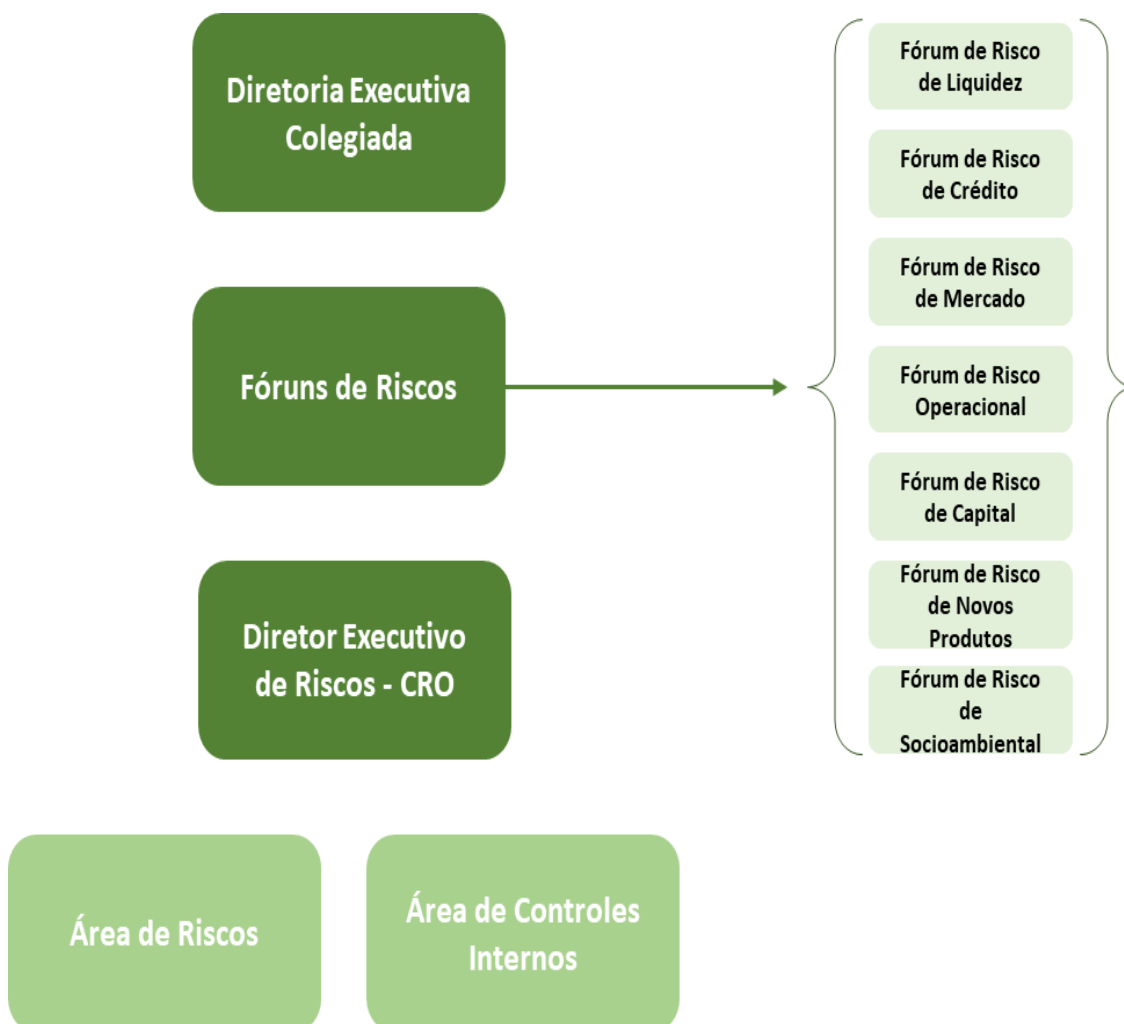 Diretoria Executiva
Colegiada
Fóruns de Riscos
Diretor Executivo
de Riscos - CRO
Área de Riscos
Área de Controles
Internos
Fórum de Risco
de Liquidez
Fórum de Risco
de Crédito
Fórum de Risco
de Mercado
Fórum de Risco
Operacional
Fórum de Risco
de Capital
Fórum de Risco
de Novos
Produtos
Fórum de Risco
de
Socioambiental